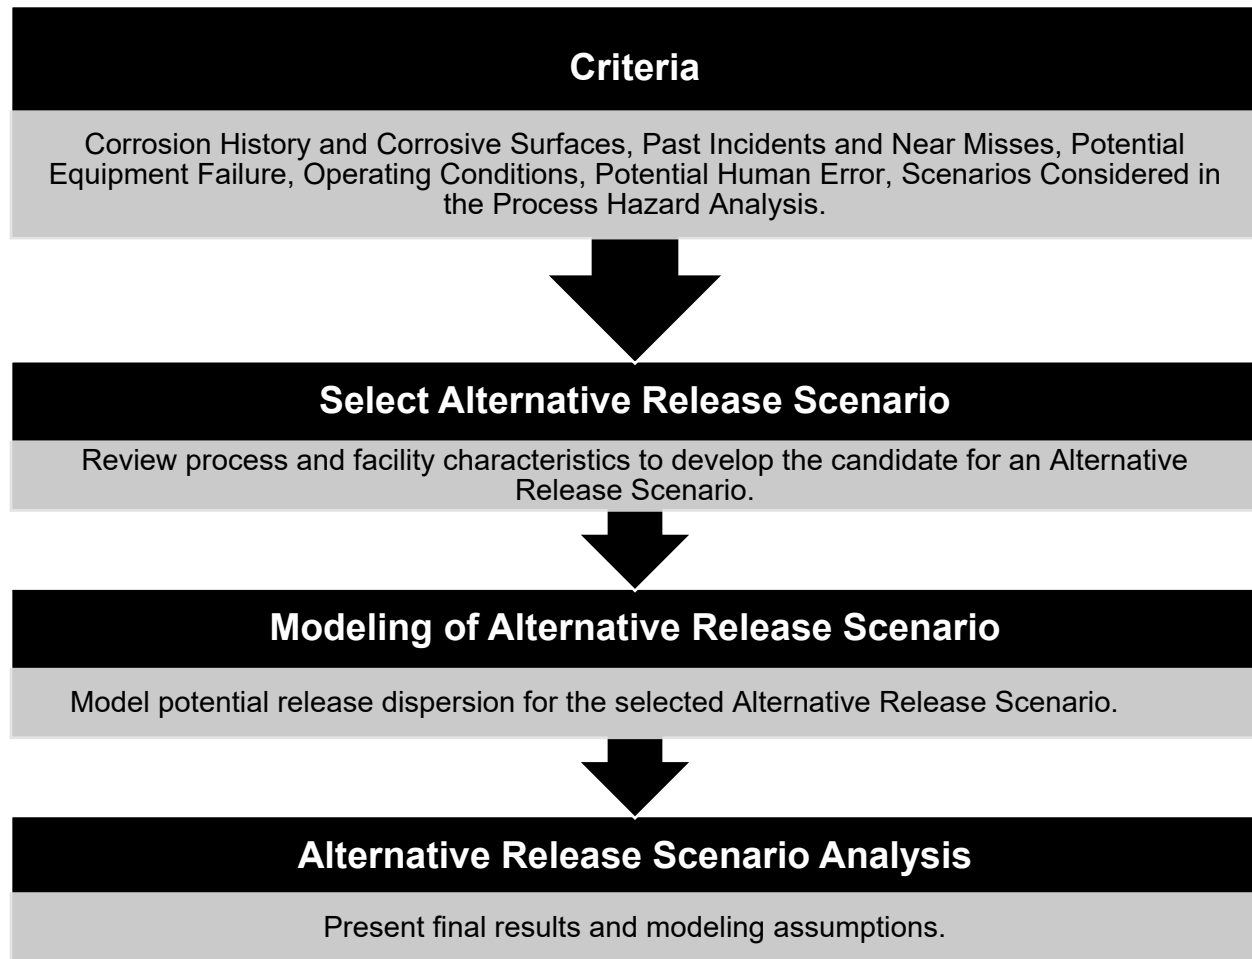 Criteria
Corrosion History and Corrosive Surfaces, Past Incidents and Near Misses, Potential
Equipment Failure, Operating Conditions, Potential Human Error, Scenarios Considered in
the Process Hazard Analysis.
Select Alternative Release Scenario
Review process and facility characteristics to develop the candidate for an Alternative
Release Scenario.
Modeling of Alternative Release Scenario
Model potential release dispersion for the selected Alternative Release Scenario.
Alternative Release Scenario Analysis
Present final results and modeling assumptions.